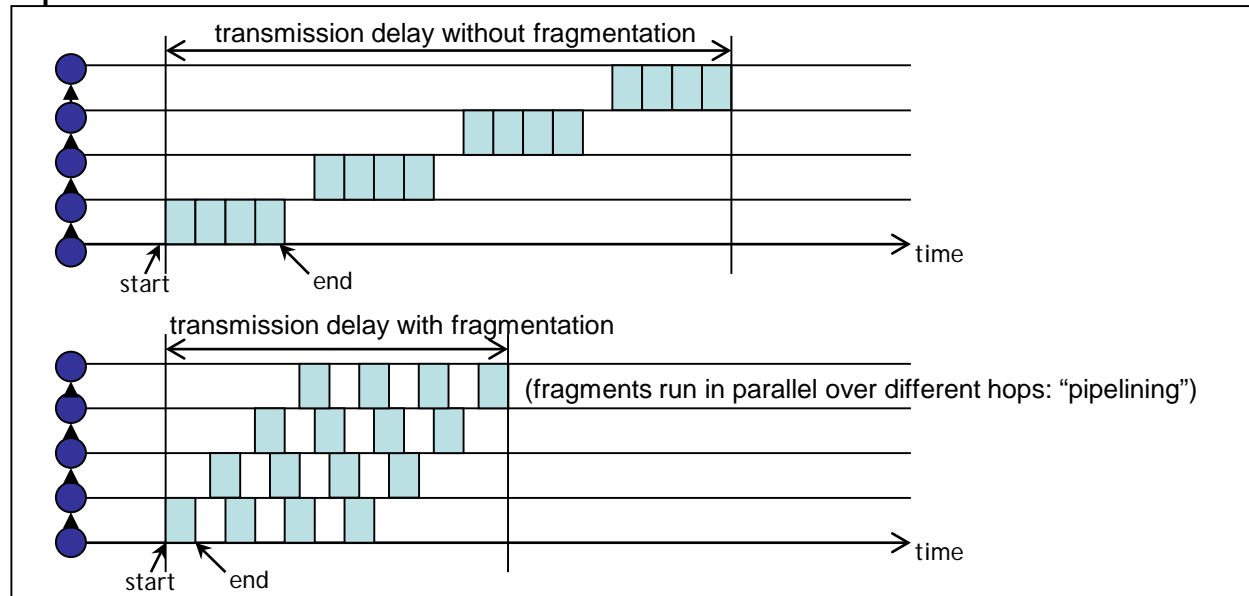 transmission delay without fragmentation
time
start
end
transmission delay with fragmentation
(fragments run in parallel over different hops: “pipelining”)
time
start
end